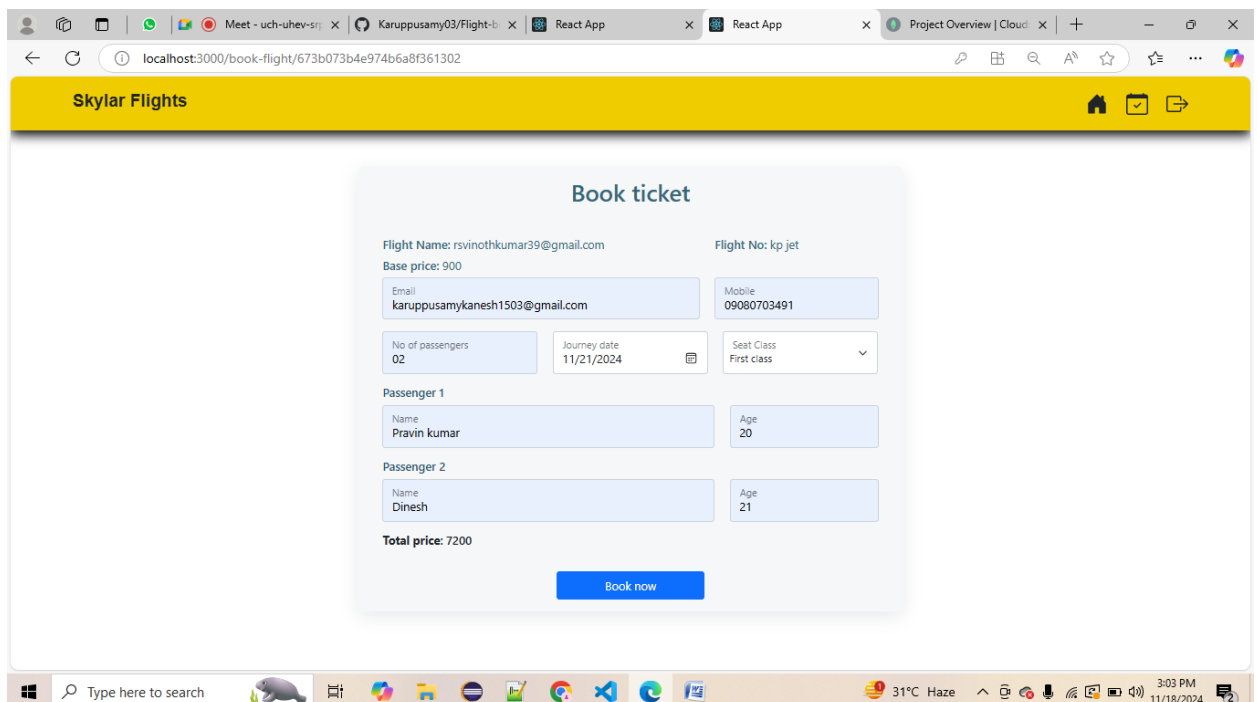 Meet - uch-uhev-srp
Karuppusamy03/Flight-b
React App
React App
Project Overview | Cloud
localhost:3000/book-flight/673b073b4e974b6a8f361302
Skylar Flights
Book ticket
Flight Name: rsvinothkumar39@gmail.com Flight No: kp jet
Base price: 900
Email Mobile
karuppusamykanesh1503@gmail.com 09080703491
No of passengers Journey date Seat Class
02 11/21/2024 First class
Passenger 1
Name Age
Pravin kumar 20
Passenger 2
Name Age
Dinesh 21
Total price: 7200
Book now
Type here to search
31°C Haze
3:03 PM
11/18/2024